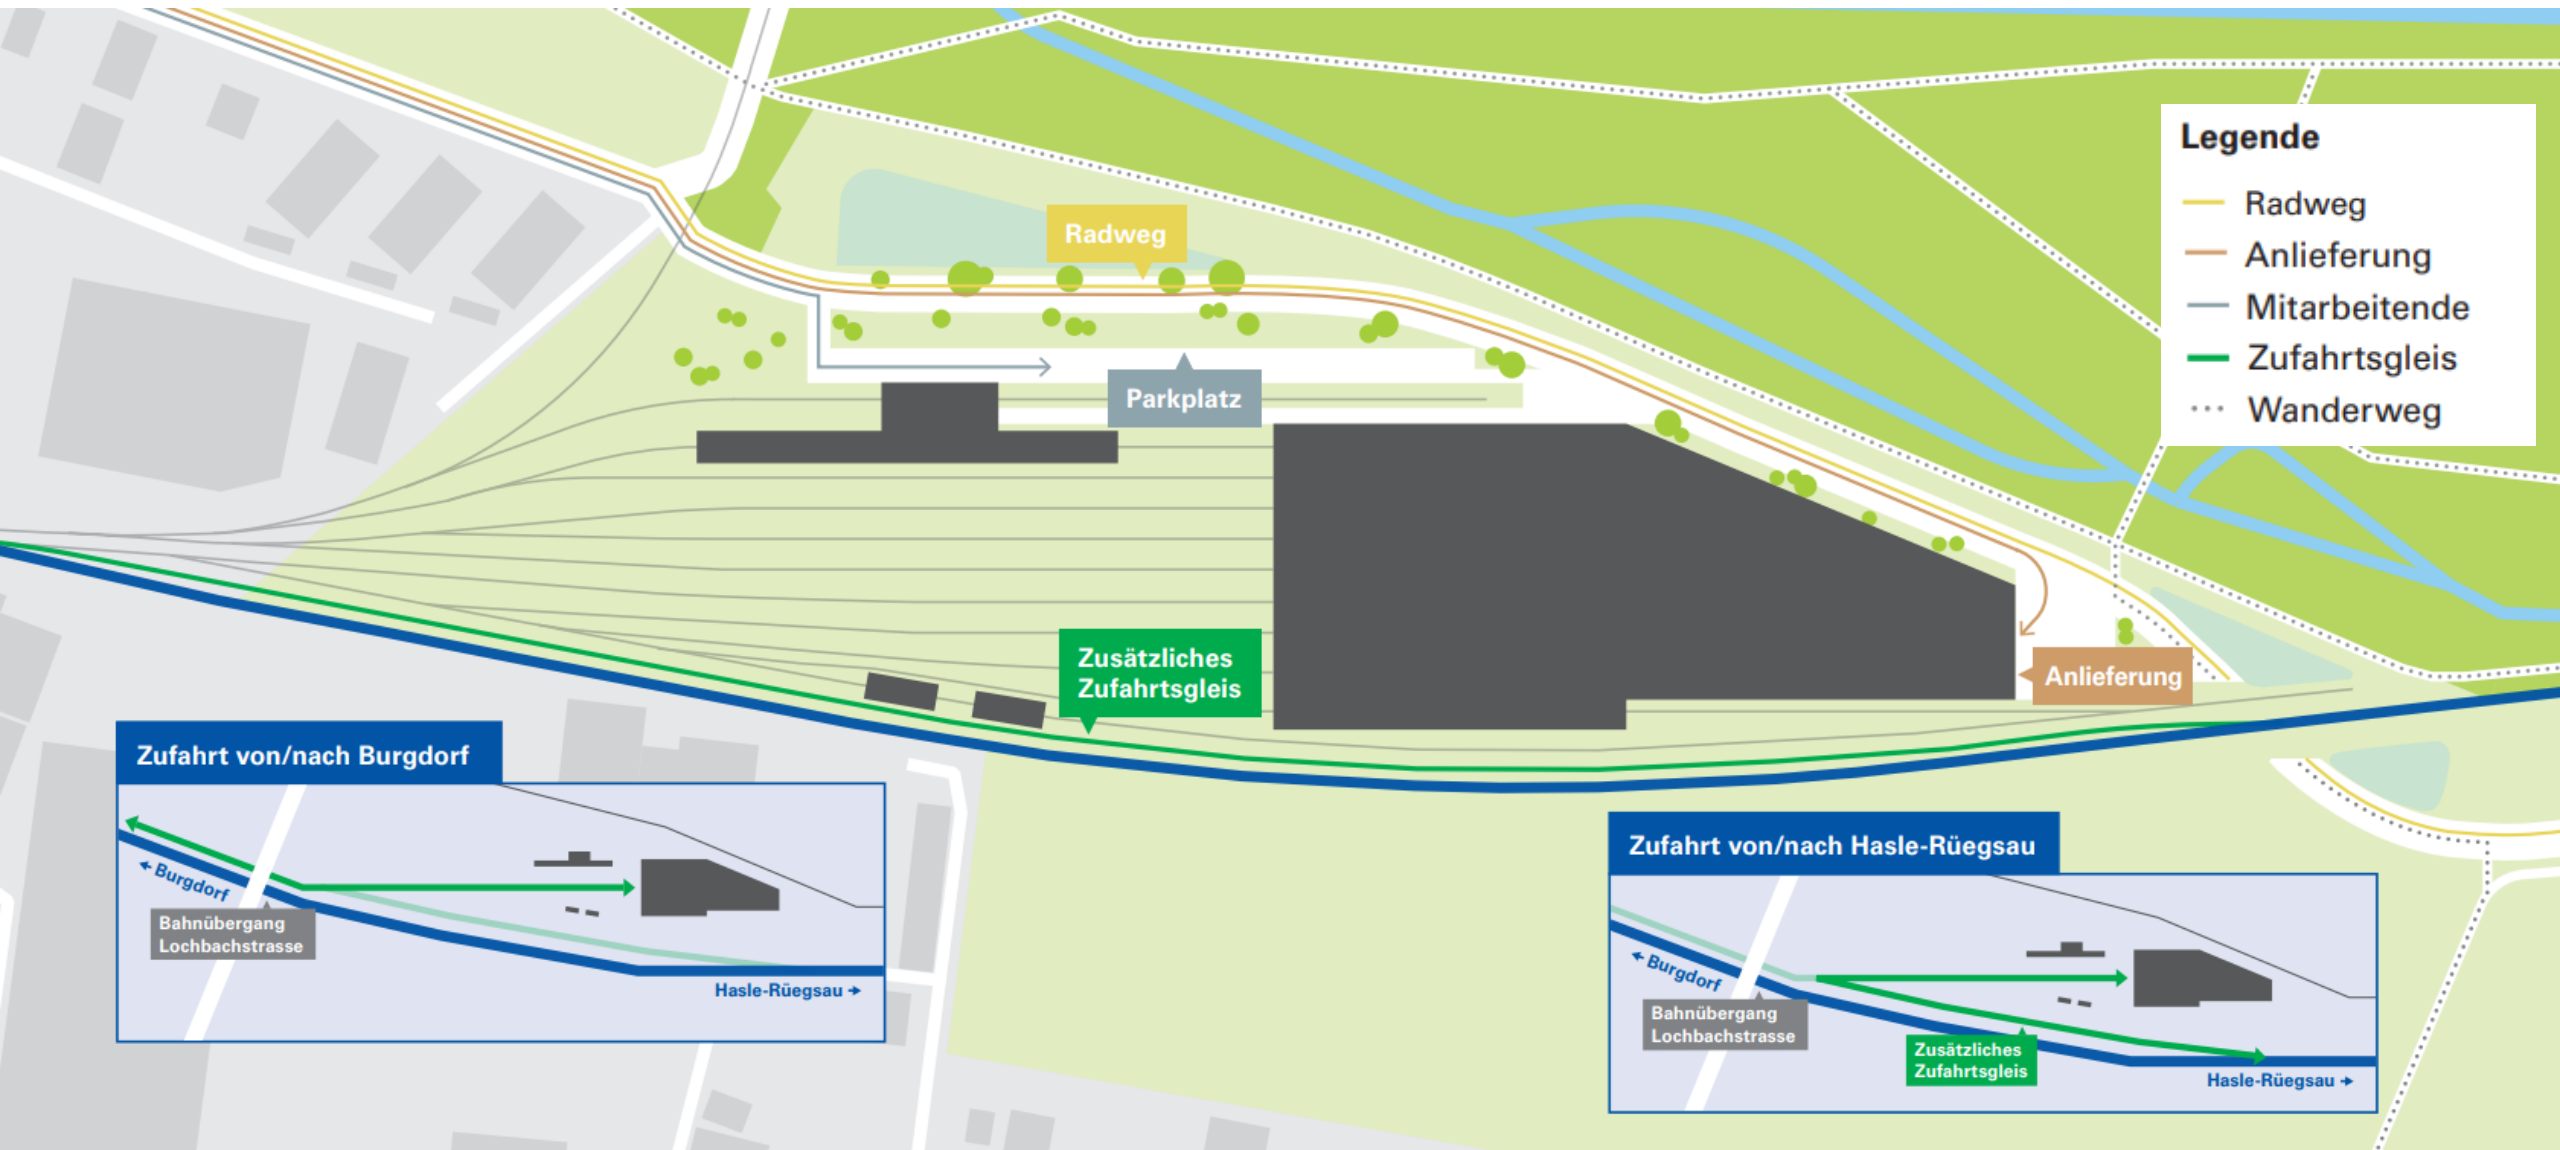 Legende
Radweg
Anlieferung
Mitarbeitende
Zufahrtsgleis
Wanderweg
Radweg
Parkplatz
Zusätzliches
Zufahrtsgleis
Anlieferung
Zufahrt von/nach Burgdorf
← Burgdorf
Bahnübergang
Lochbachstrasse
Hasle-Rüegsau →
Zufahrt von/nach Hasle-Rüegsau
← Burgdorf
Bahnübergang
Lochbachstrasse
Zusätzliches
Zufahrtsgleis
Hasle-Rüegsau →